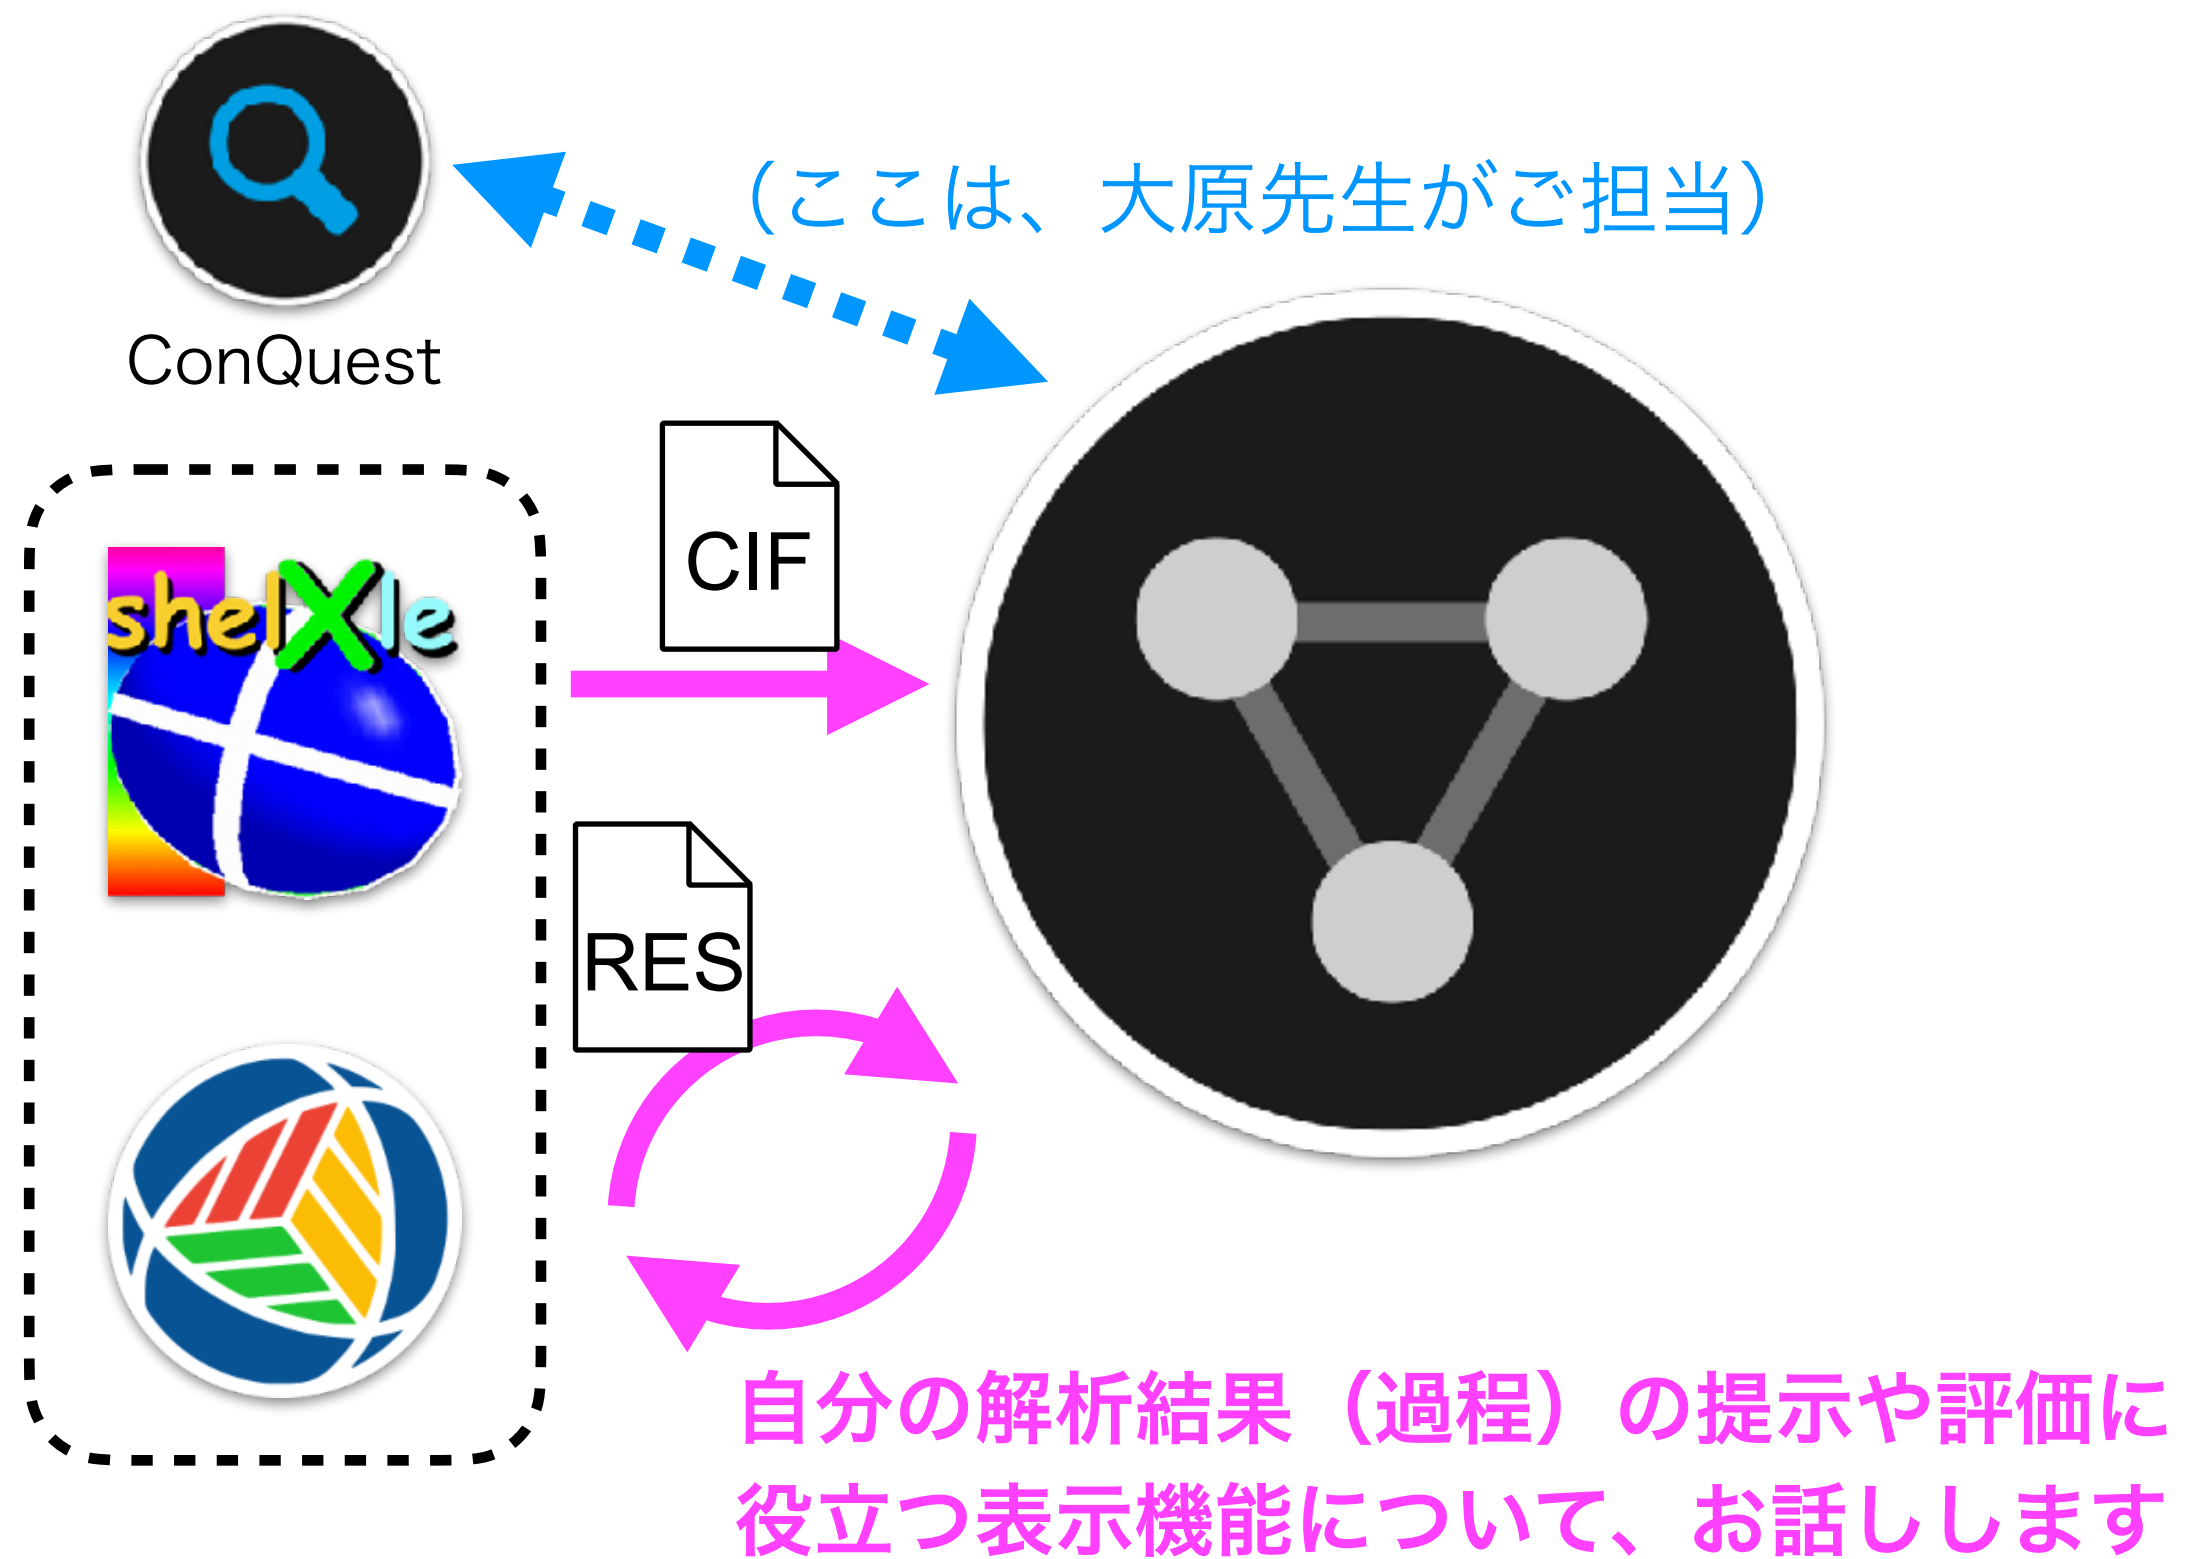 （ここは、大原先生がご担当）
ConQuest
CIF
shelXle
RES
自分の解析結果（過程）の提示や評価に
役立つ表示機能について、お話しします